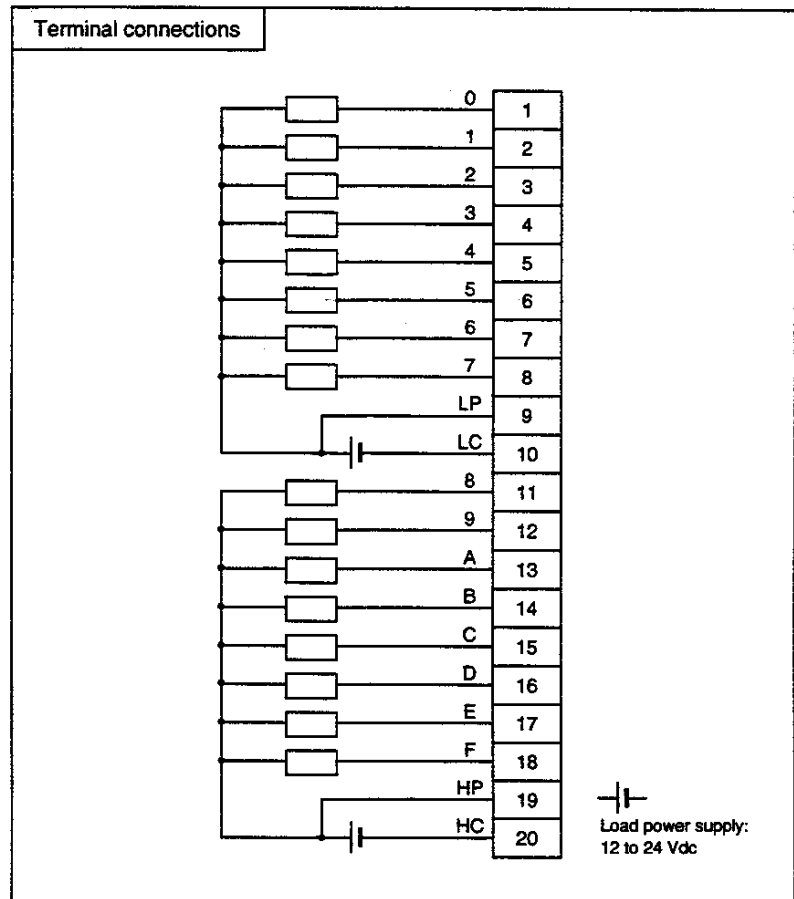 Terminal connections
0 1
1 2
2 3
3 4
4 5
5 6
6 7
7 8
LP 9
LC 10
8 11
9 12
A 13
B 14
C 15
D 16
E 17
F 18
HP 19
HC 20
Load power supply:
12 to 24 Vdc